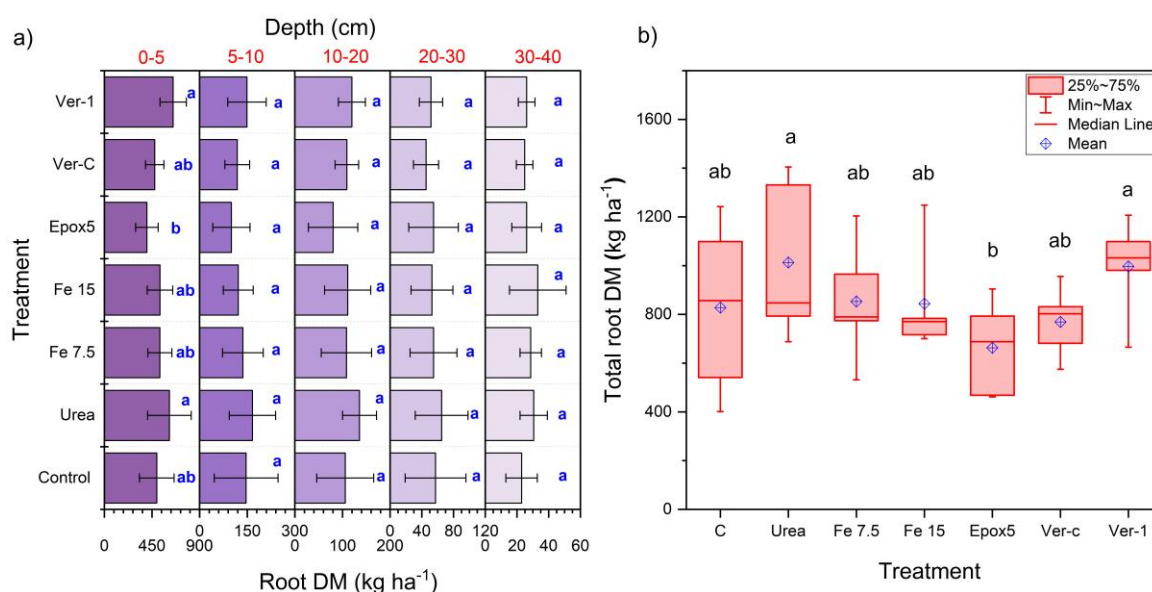 a)
Depth (cm)
0-5 5-10 10-20 20-30 30-40
Treatment
Ver-1 a a a a a
Ver-C ab a a a a
Epox5 b a a a a
Fe 15 ab a a a a
Fe 7.5 ab a a a a
Urea a a a a a
Control ab a a a a
0 150 300 40 80 120 20 40 60
0 450 900 0 100 200 0
Root DM (kg ha⁻¹)
b)
25%~75%
Min~Max
Median Line
Mean
Total root DM (kg ha⁻¹)
1600
1200
800
400
0
ab a ab ab b ab a
C Urea Fe 7.5 Fe 15 Epox5 Ver-c Ver-1
Treatment